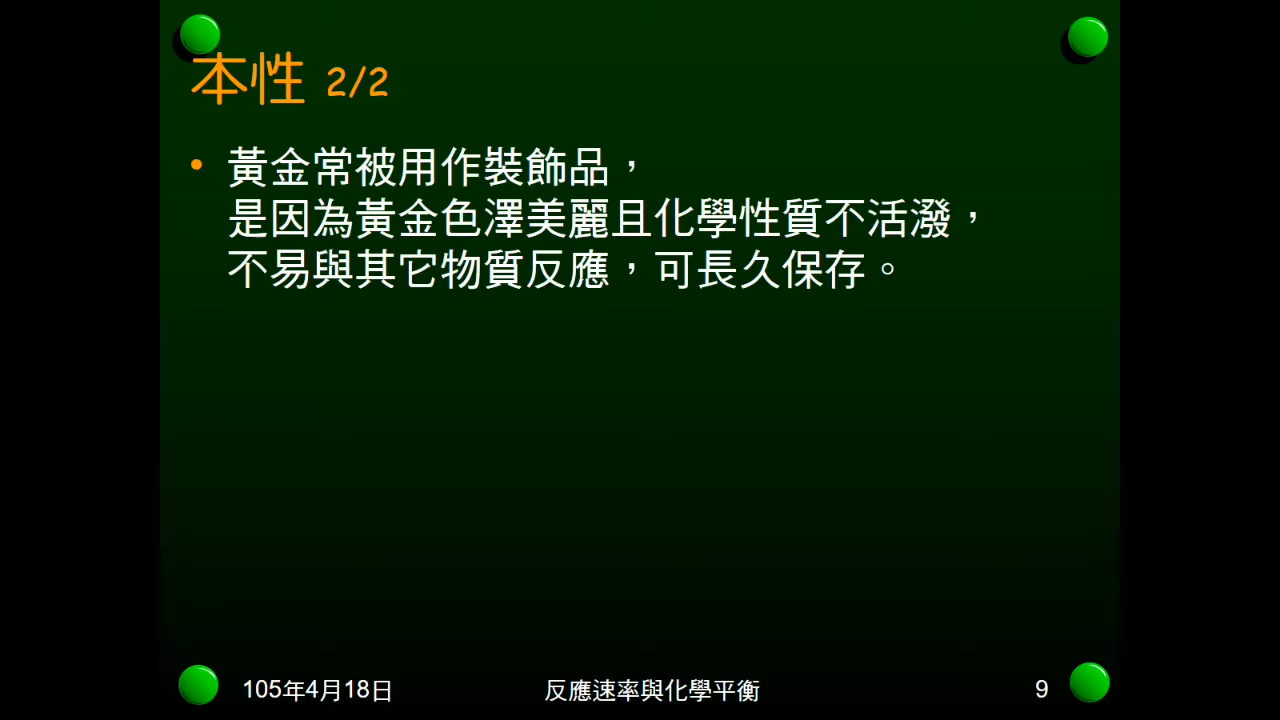 本性 2/2
• 黃金常被用作裝飾品，
是因為黃金色澤美麗且化學性質不活潑，
不易與其它物質反應，可長久保存。
105年4月18日 反應速率與化學平衡 9